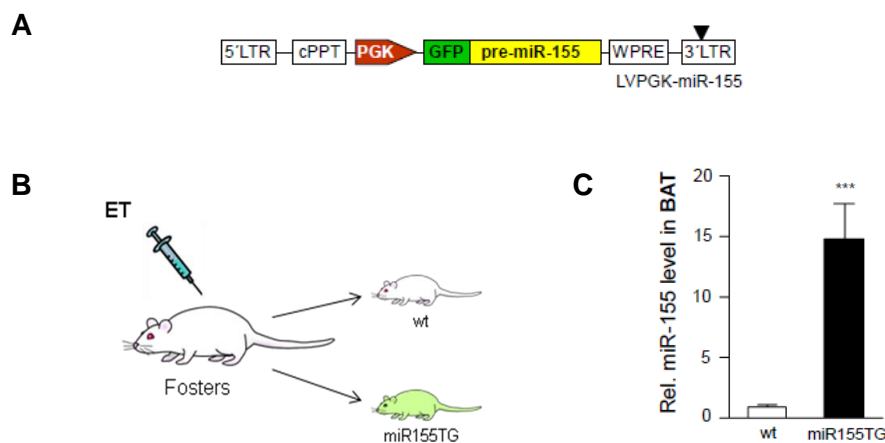 A
5´LTR cPPT PGK GFP pre-miR-155 WPRE 3´LTR
LVPGK-miR-155
B
ET
Fosters
wt
miR155TG
C
Rel. miR-155 level in BAT
20
15
10
5
0
***
wt miR155TG